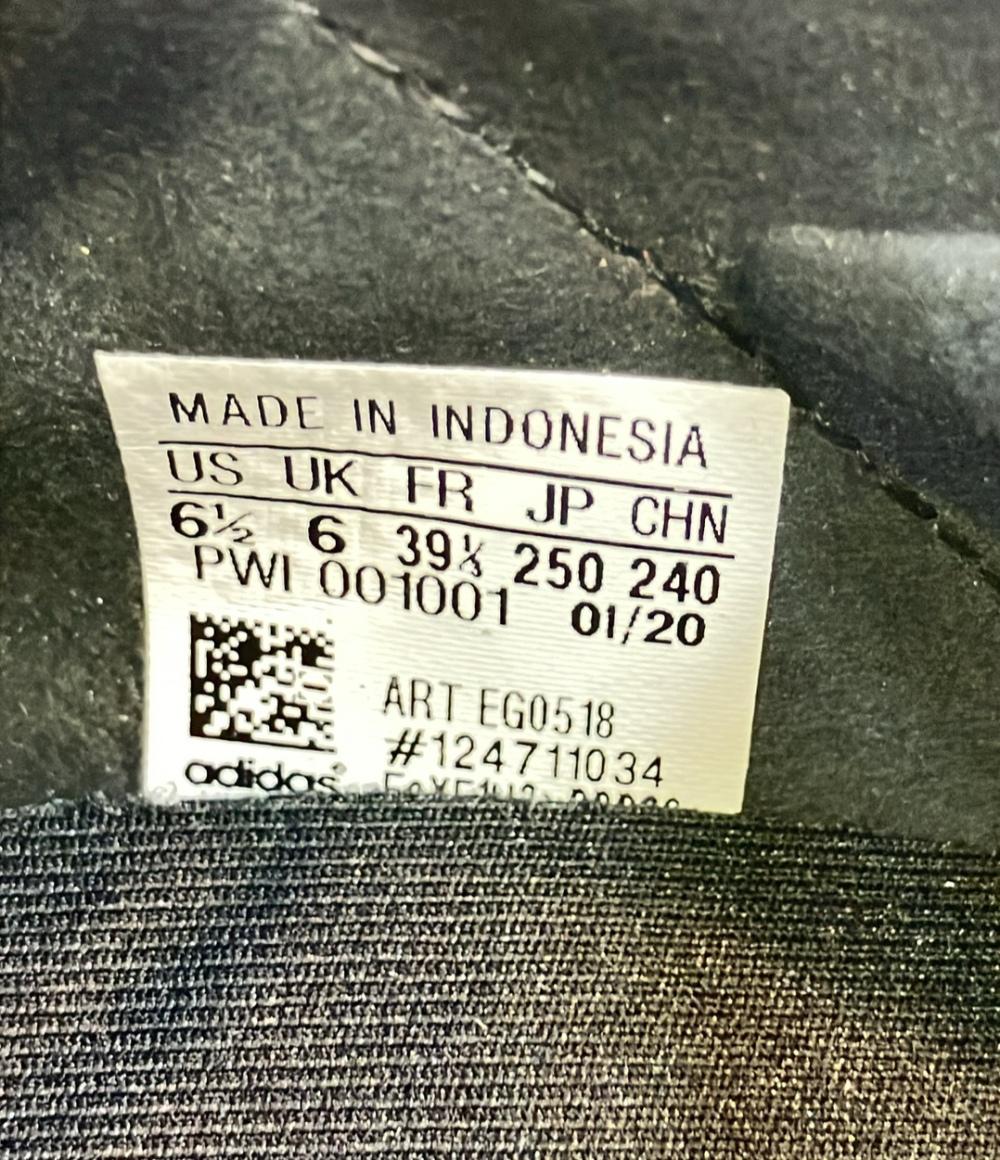 MADE IN INDONESIA
US UK FR JP CHN
6½ 6 39⅓ 250 240
PWI 001001 01/20
ART EG0518
#124711034
adidas